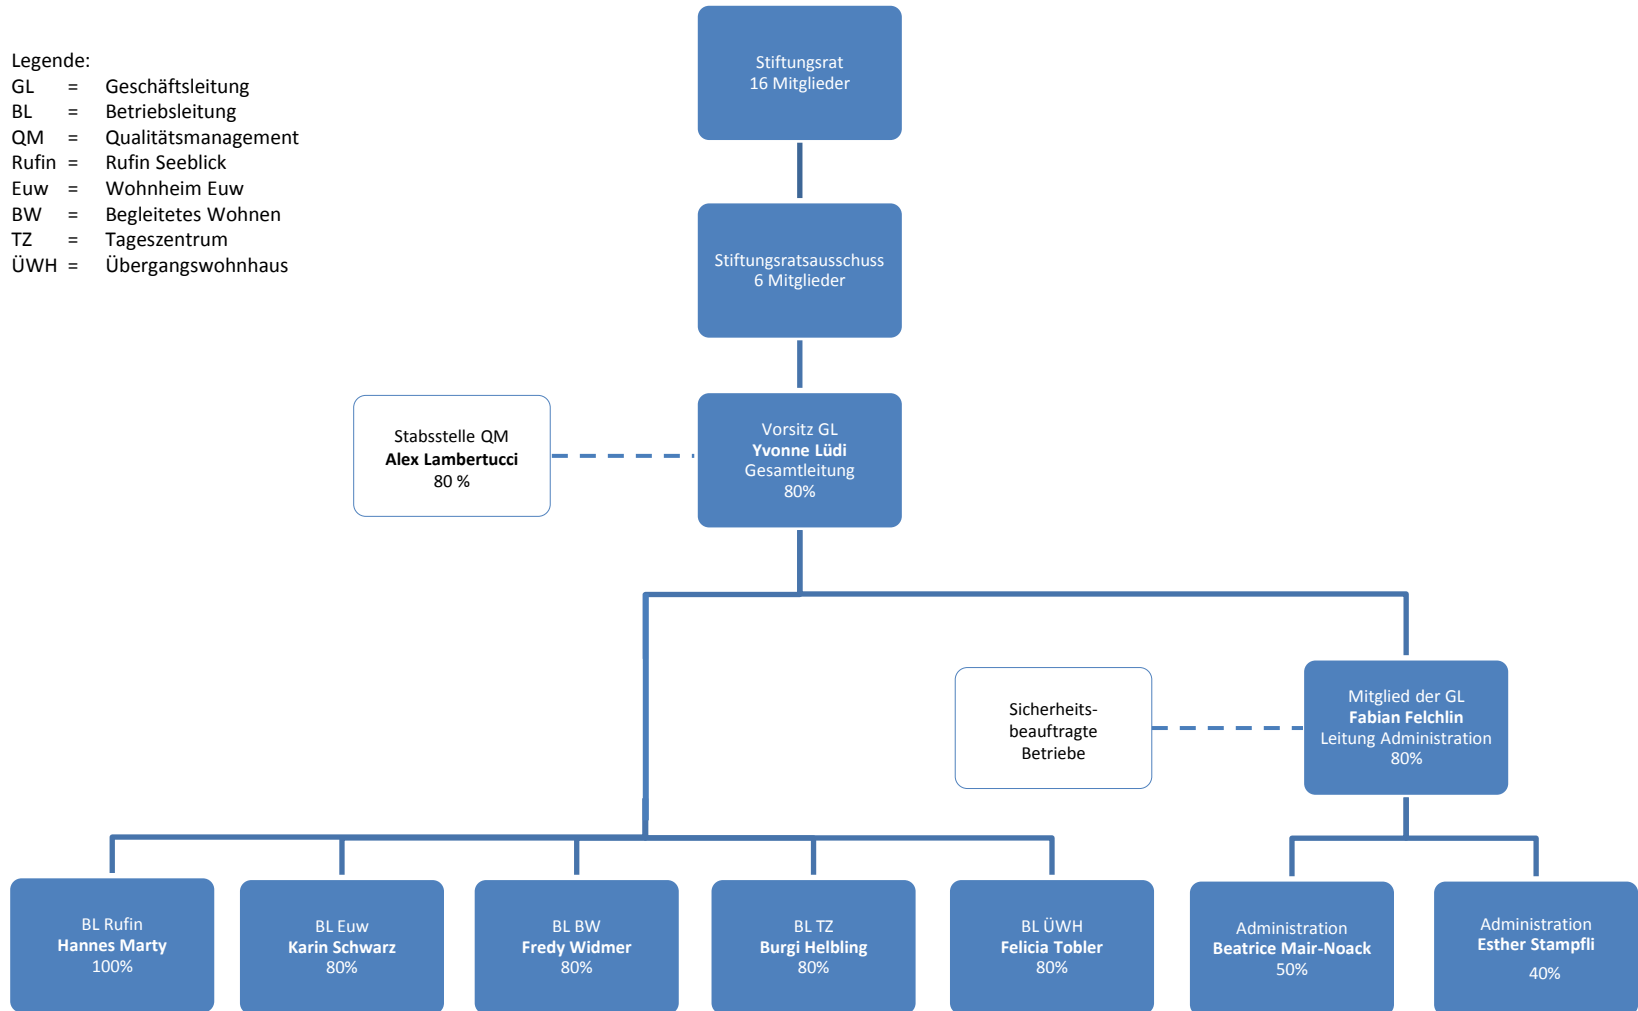 Legende:
GL = Geschäftsleitung
BL = Betriebsleitung
QM = Qualitätsmanagement
Rufin = Rufin Seeblick
Euw = Wohnheim Euw
BW = Begleitetes Wohnen
TZ = Tageszentrum
ÜWH = Übergangswohnhaus
Stiftungsrat
16 Mitglieder
Stiftungsratsausschuss
6 Mitglieder
Stabsstelle QM
Alex Lambertucci
80 %
Vorsitz GL
Yvonne Lüdi
Gesamtleitung
80%
Sicherheits-
beauftragte
Betriebe
Mitglied der GL
Fabian Felchlin
Leitung Administration
80%
BL Rufin
Hannes Marty
100%
BL Euw
Karin Schwarz
80%
BL BW
Fredy Widmer
80%
BL TZ
Burgi Helbling
80%
BL ÜWH
Felicia Tobler
80%
Administration
Beatrice Mair-Noack
50%
Administration
Esther Stampfli
40%